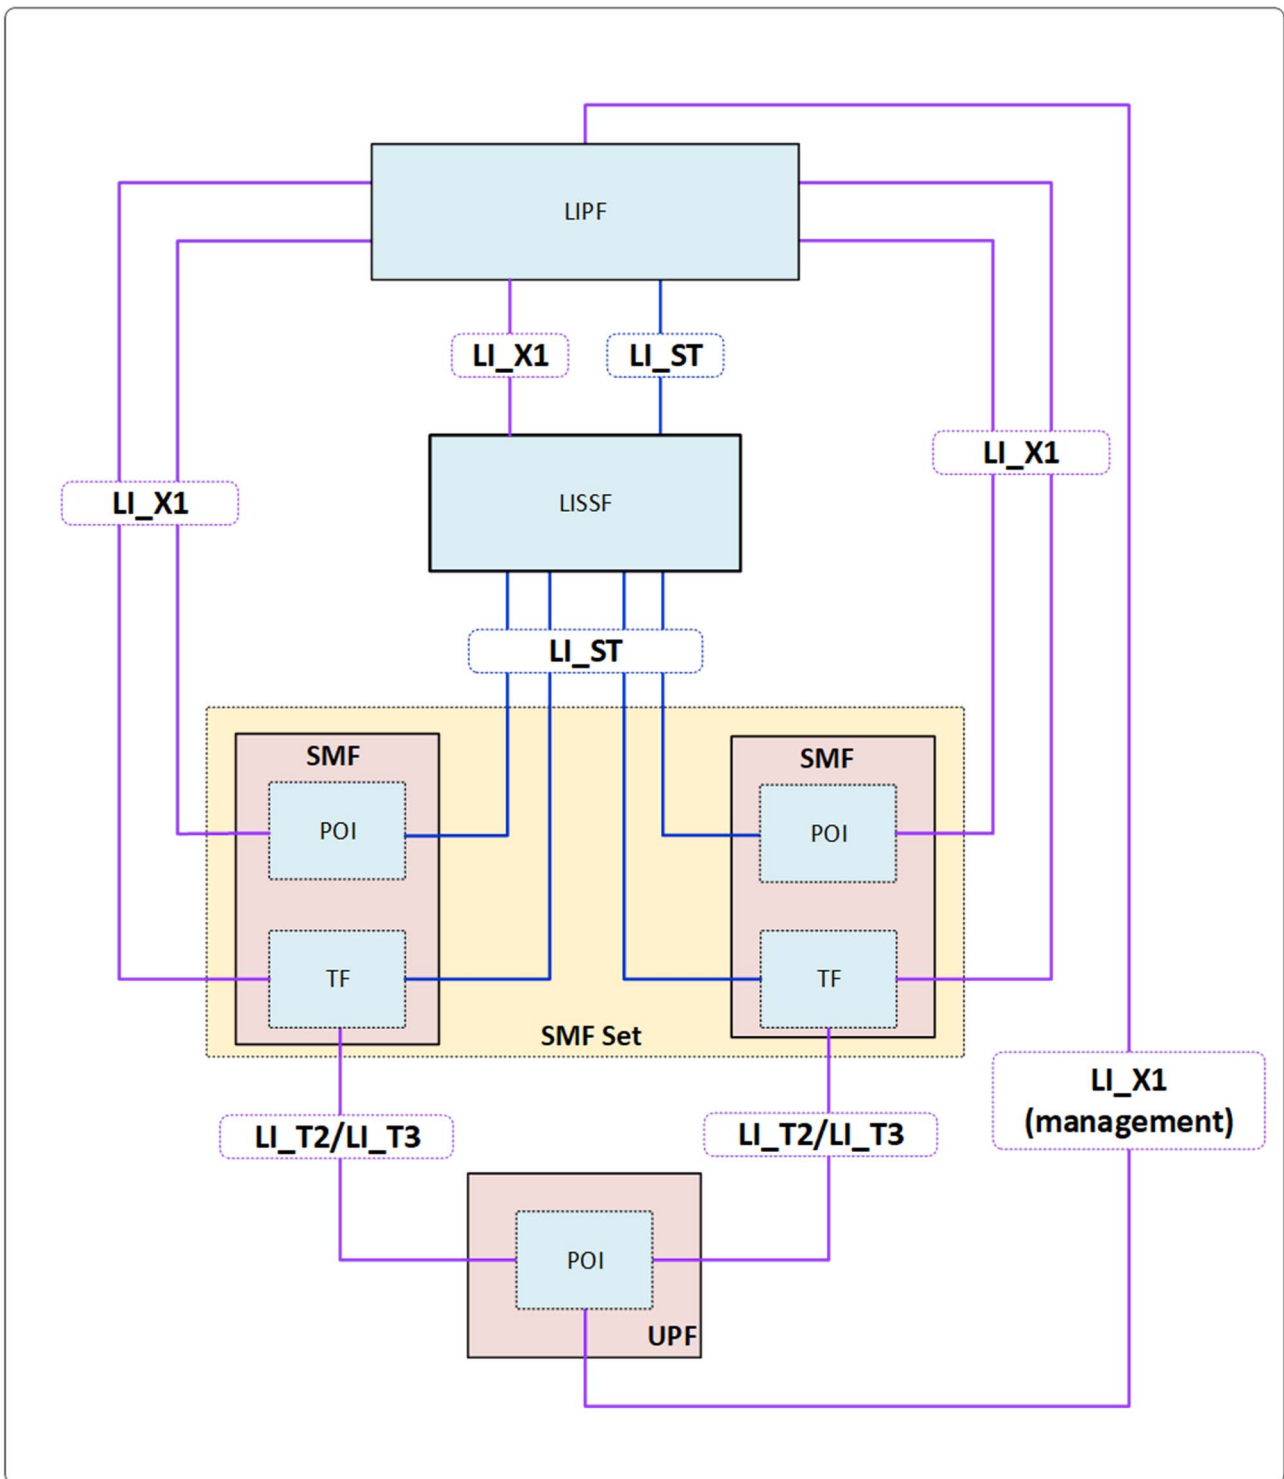 LIPF
LI_X1
LI_ST
LISSF
LI_X1
LI_X1
LI_ST
SMF
SMF
POI
POI
TF
TF
SMF Set
LI_X1
(management)
LI_T2/LI_T3
LI_T2/LI_T3
POI
UPF